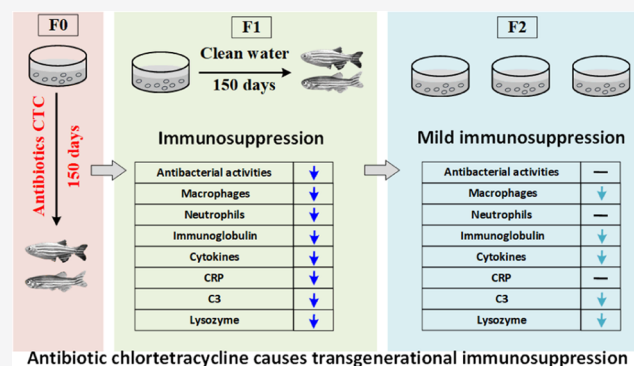 F0
Antibiotics CTC
150 days
F1
Clean water
150 days
Immunosuppression
Antibacterial activities ↓
Macrophages ↓
Neutrophils ↓
Immunoglobulin ↓
Cytokines ↓
CRP ↓
C3 ↓
Lysozyme ↓
F2
Mild immunosuppression
Antibacterial activities —
Macrophages ↓
Neutrophils —
Immunoglobulin ↓
Cytokines ↓
CRP —
C3 ↓
Lysozyme ↓
Antibiotic chlortetracycline causes transgenerational immunosuppression